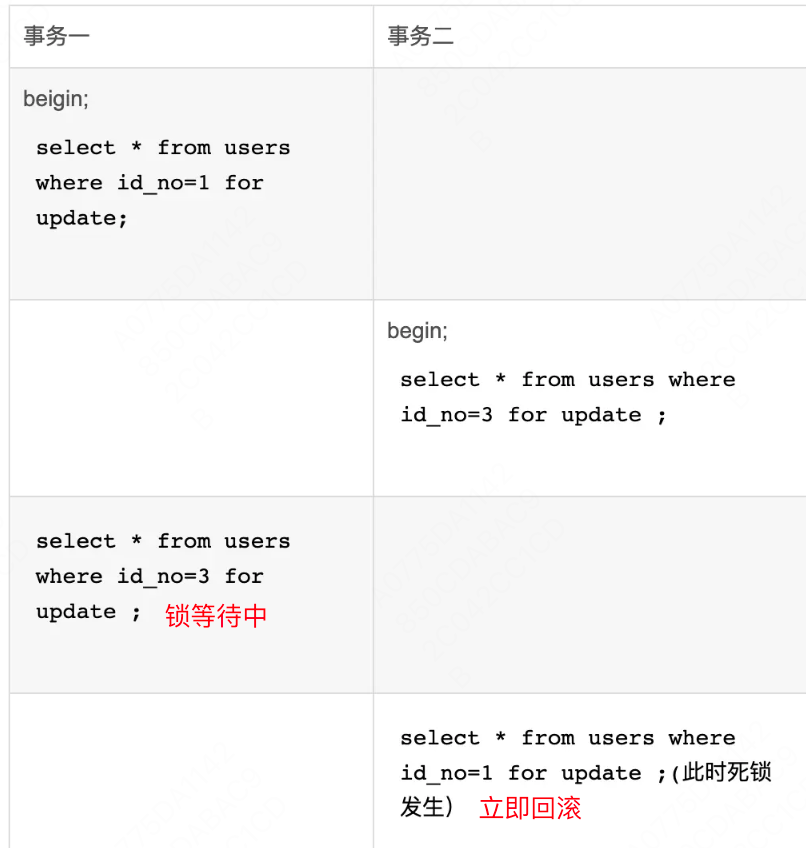 事务一
事务二
beigin;
select * from users
where id_no=1 for
update;
begin;
select * from users where
id_no=3 for update ;
select * from users
where id_no=3 for
update ; 锁等待中
select * from users where
id_no=1 for update ;(此时死锁
发生） 立即回滚